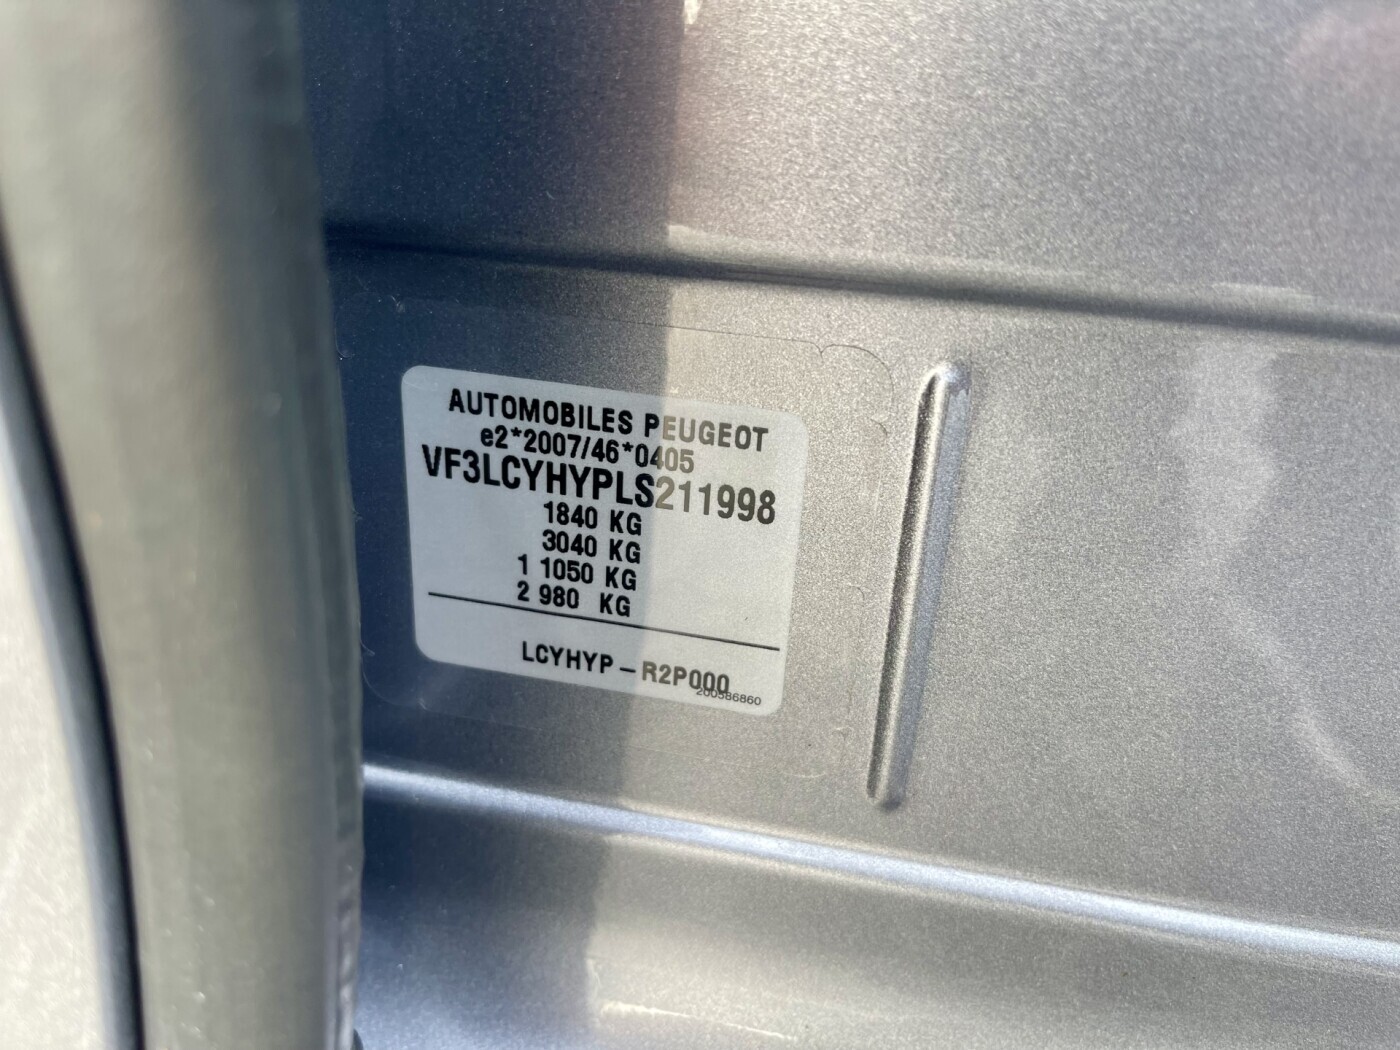 AUTOMOBILES PEUGEOT
e2*2007/46*0405
VF3LCYHYPLS211998
1840 KG
3040 KG
1 1050 KG
2 980 KG
LCYHYP – R2P000
200586860